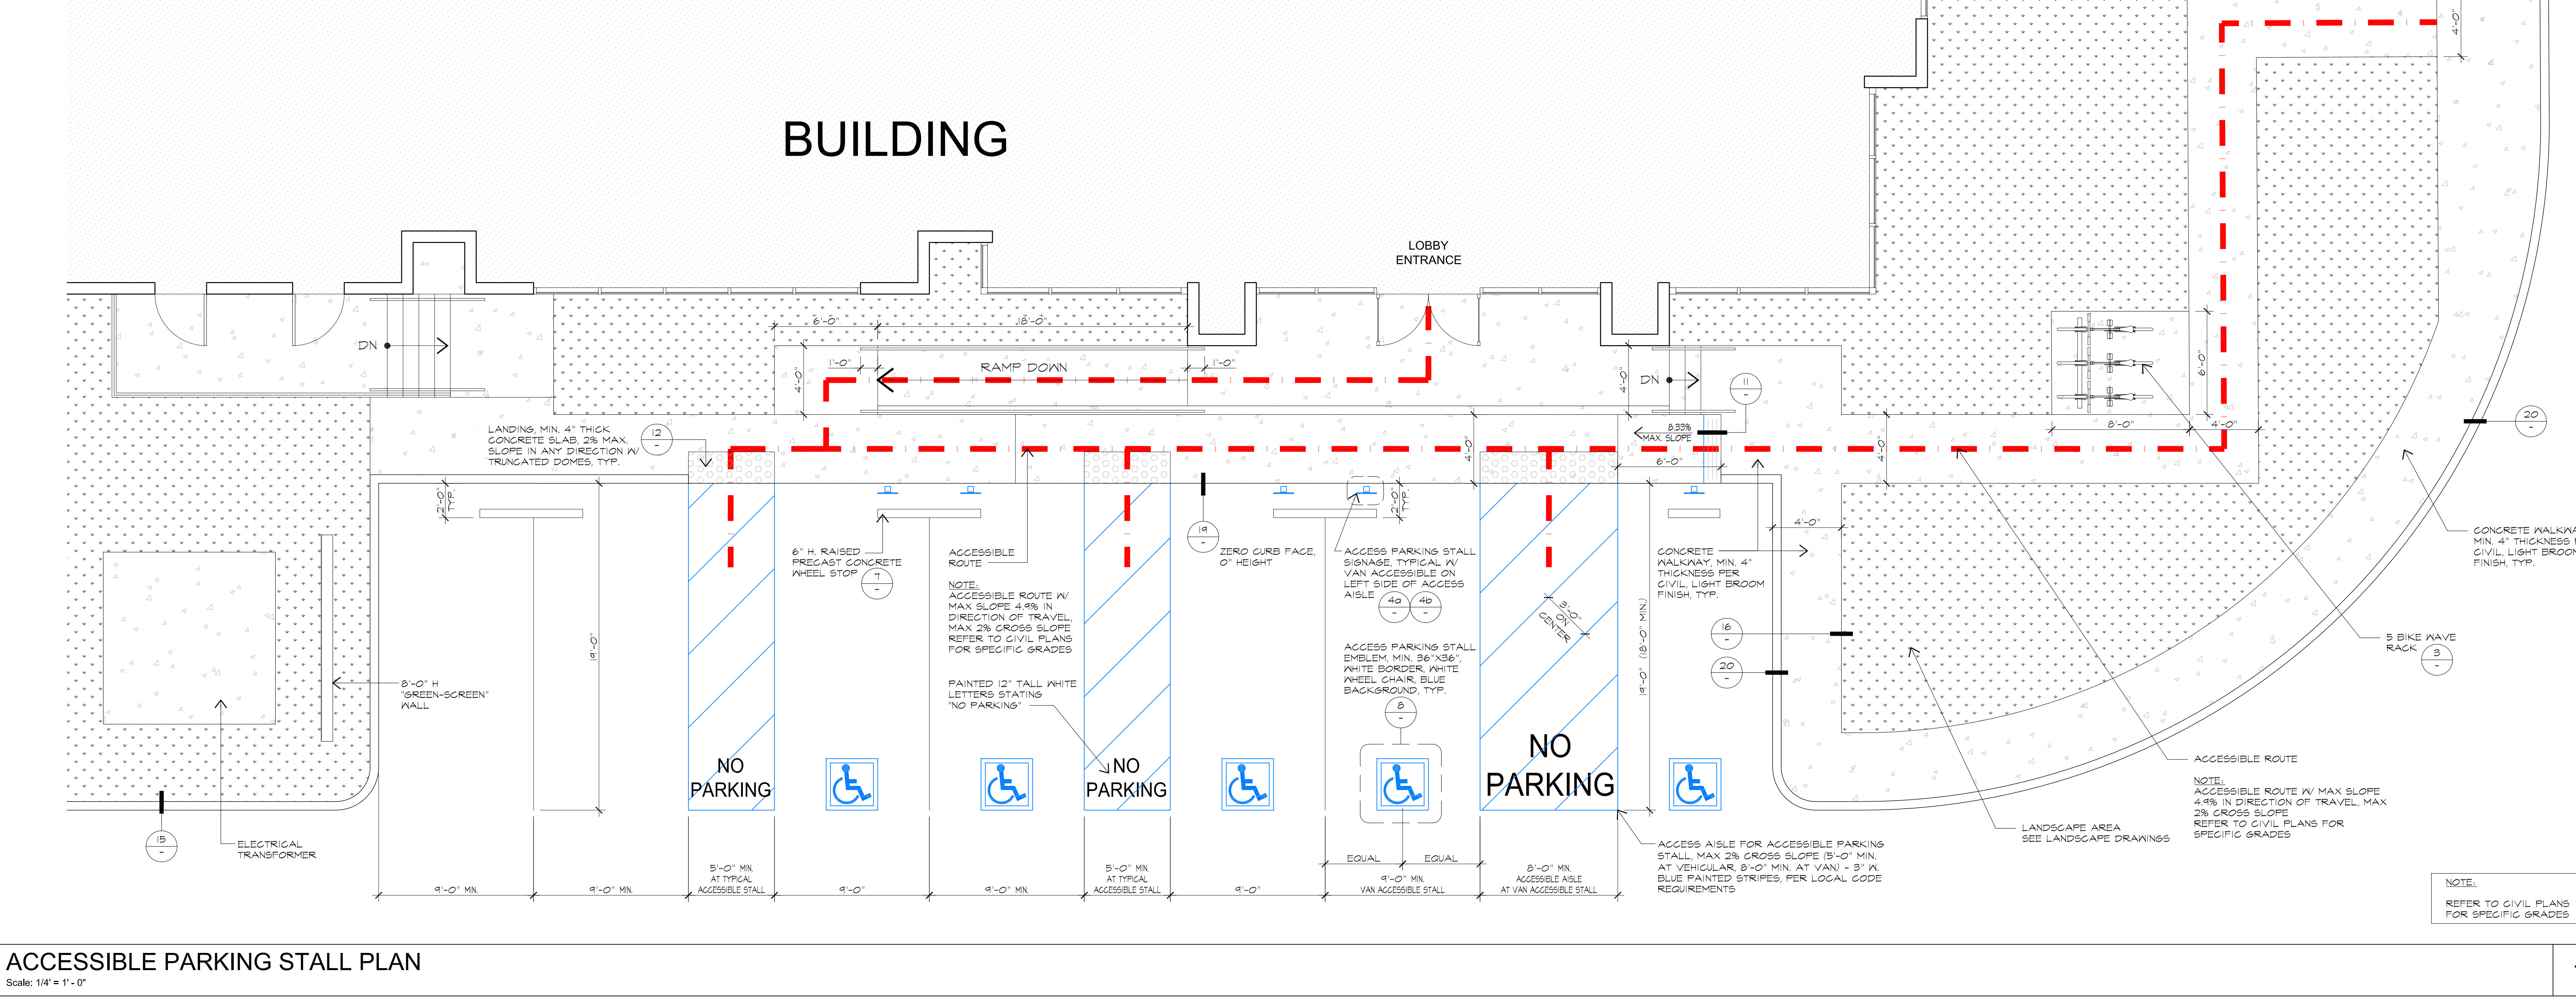 BUILDING
LOBBY
ENTRANCE
4'-0"
6'-0"
18'-0"
DN
1'-0"
RAMP DOWN
1'-0"
4'-0"
4'-0"
DN
11
-
6'-0"
20
-
8'-0"
4'-0"
LANDING, MIN. 4" THICK
CONCRETE SLAB, 2% MAX.
SLOPE IN ANY DIRECTION W/
TRUNCATED DOMES, TYP.
12
-
8.33%
MAX. SLOPE
4'-0"
6'-0"
4'-0"
2'-0"
TYP.
2'-0"
TYP.
19
-
4'-0"
6" H. RAISED
PRECAST CONCRETE
WHEEL STOP
7
-
ACCESSIBLE
ROUTE
NOTE:
ACCESSIBLE ROUTE W/
MAX SLOPE 4.9% IN
DIRECTION OF TRAVEL,
MAX 2% CROSS SLOPE
REFER TO CIVIL PLANS
FOR SPECIFIC GRADES
ZERO CURB FACE,
0" HEIGHT
ACCESS PARKING STALL
SIGNAGE, TYPICAL W/
VAN ACCESSIBLE ON
LEFT SIDE OF ACCESS
AISLE
4a
-
4b
-
3'-0"
ON
CENTER
CONCRETE
WALKWAY, MIN. 4"
THICKNESS PER
CIVIL, LIGHT BROOM
FINISH, TYP.
CONCRETE WALKWA
MIN. 4" THICKNESS
CIVIL, LIGHT BROOM
FINISH, TYP.
19'-0"
19'-0" (18'-0" MIN.)
16
-
20
-
5 BIKE WAVE
RACK
3
-
ACCESS PARKING STALL
EMBLEM, MIN. 36"X36",
WHITE BORDER, WHITE
WHEEL CHAIR, BLUE
BACKGROUND, TYP.
8
-
8'-0" H
"GREEN-SCREEN"
WALL
PAINTED 12" TALL WHITE
LETTERS STATING
"NO PARKING"
NO
PARKING
NO
PARKING
NO
PARKING
ACCESSIBLE ROUTE
NOTE:
ACCESSIBLE ROUTE W/ MAX SLOPE
4.9% IN DIRECTION OF TRAVEL, MAX
2% CROSS SLOPE
REFER TO CIVIL PLANS FOR
SPECIFIC GRADES
LANDSCAPE AREA
SEE LANDSCAPE DRAWINGS
15
-
ELECTRICAL
TRANSFORMER
ACCESS AISLE FOR ACCESSIBLE PARKING
STALL, MAX 2% CROSS SLOPE (5'-0" MIN.
AT VEHICULAR, 8'-0" MIN. AT VAN) - 3" W.
BLUE PAINTED STRIPES, PER LOCAL CODE
REQUIREMENTS
EQUAL
EQUAL
9'-0" MIN.
9'-0" MIN.
5'-0" MIN.
AT TYPICAL
ACCESSIBLE STALL
9'-0"
9'-0" MIN.
5'-0" MIN.
AT TYPICAL
ACCESSIBLE STALL
9'-0"
9'-0" MIN.
VAN ACCESSIBLE STALL
8'-0" MIN.
ACCESSIBLE AISLE
AT VAN ACCESSIBLE STALL
NOTE:
REFER TO CIVIL PLANS
FOR SPECIFIC GRADES
ACCESSIBLE PARKING STALL PLAN
Scale: 1/4' = 1' - 0"